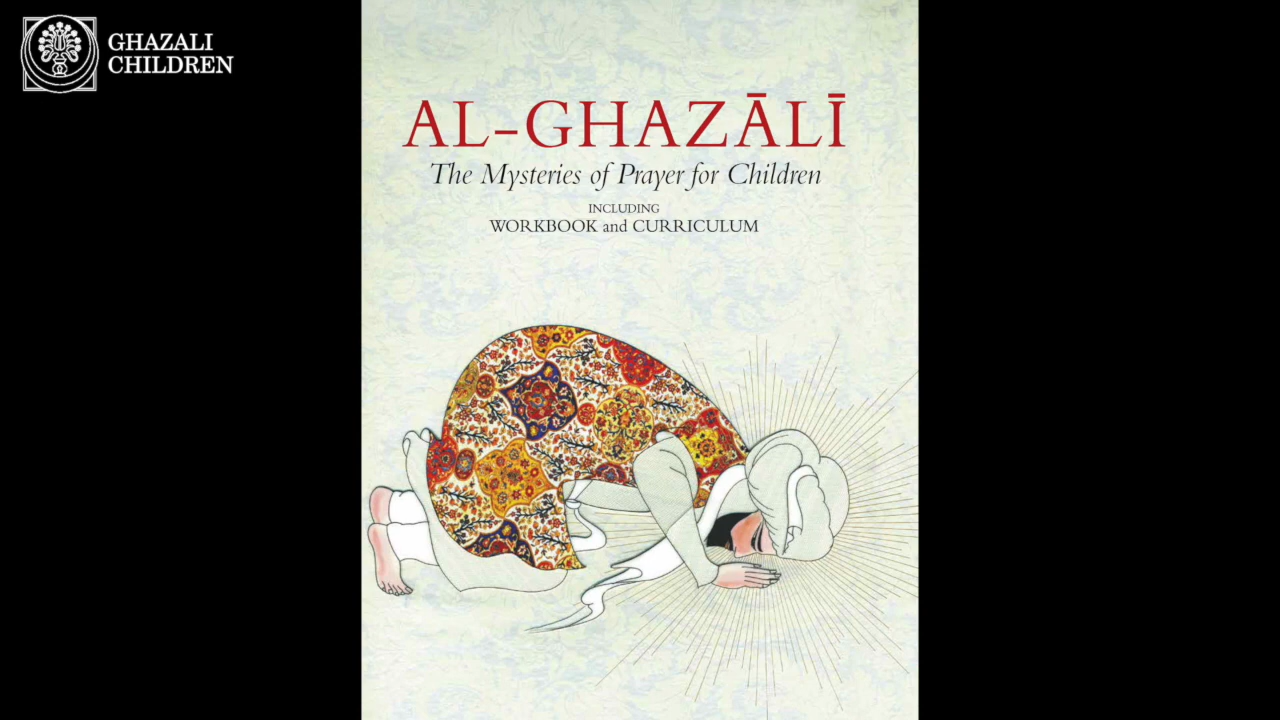 GHAZALI
CHILDREN
AL-GHAZĀLĪ
The Mysteries of Prayer for Children
INCLUDING
WORKBOOK and CURRICULUM